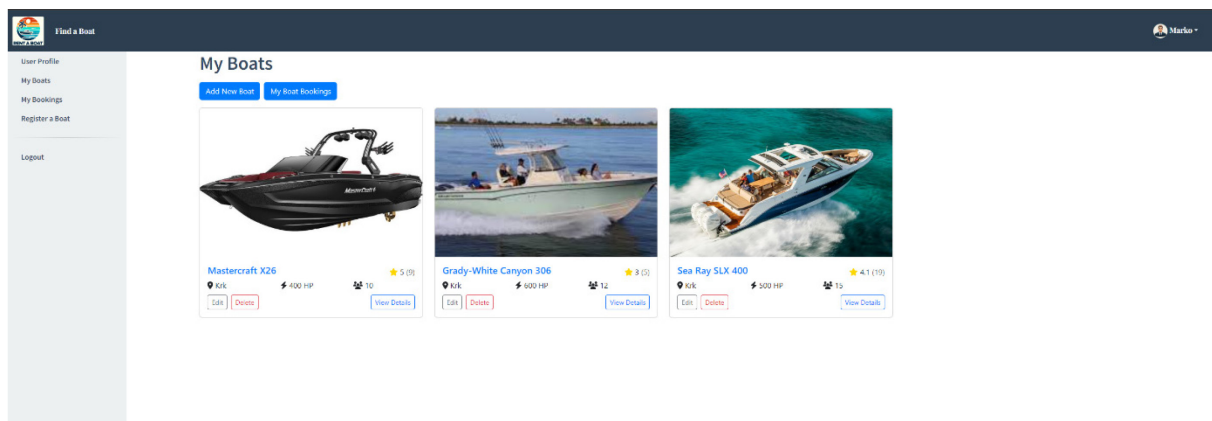 RENT A BOAT
Find a Boat
Marko
User Profile
My Boats
My Bookings
Register a Boat
Logout
My Boats
Add New Boat
My Boat Bookings
MasterCraft
Mastercraft X26
5 (9)
Krk
400 HP
10
Edit
Delete
View Details
Grady-White Canyon 306
3 (5)
Krk
600 HP
12
Edit
Delete
View Details
Sea Ray SLX 400
4.1 (19)
Krk
500 HP
15
Edit
Delete
View Details